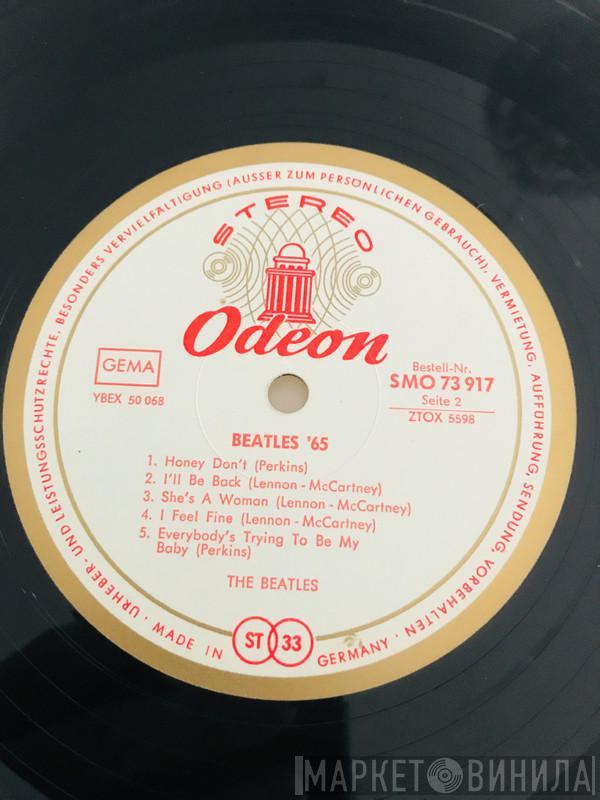 URHEBER- UND LEISTUNGSSCHUTZRECHTE, BESONDERS VERVIELFÄLTIGUNG (AUSSER ZUM PERSÖNLICHEN GEBRAUCH), VERMIETUNG, AUFFÜHRUNG, SENDUNG, VORBEHALTEN ·
STEREO
Odeon
GEMA
YBEX 50 068
Bestell-Nr.
SMO 73 917
Seite 2
ZTOX 5598
BEATLES '65
1. Honey Don't (Perkins)
2. I'll Be Back (Lennon - McCartney)
3. She's A Woman (Lennon - McCartney)
4. I Feel Fine (Lennon - McCartney)
5. Everybody's Trying To Be My
Baby (Perkins)
THE BEATLES
MADE IN GERMANY ·
ST 33
МАРКЕТ ВИНИЛА